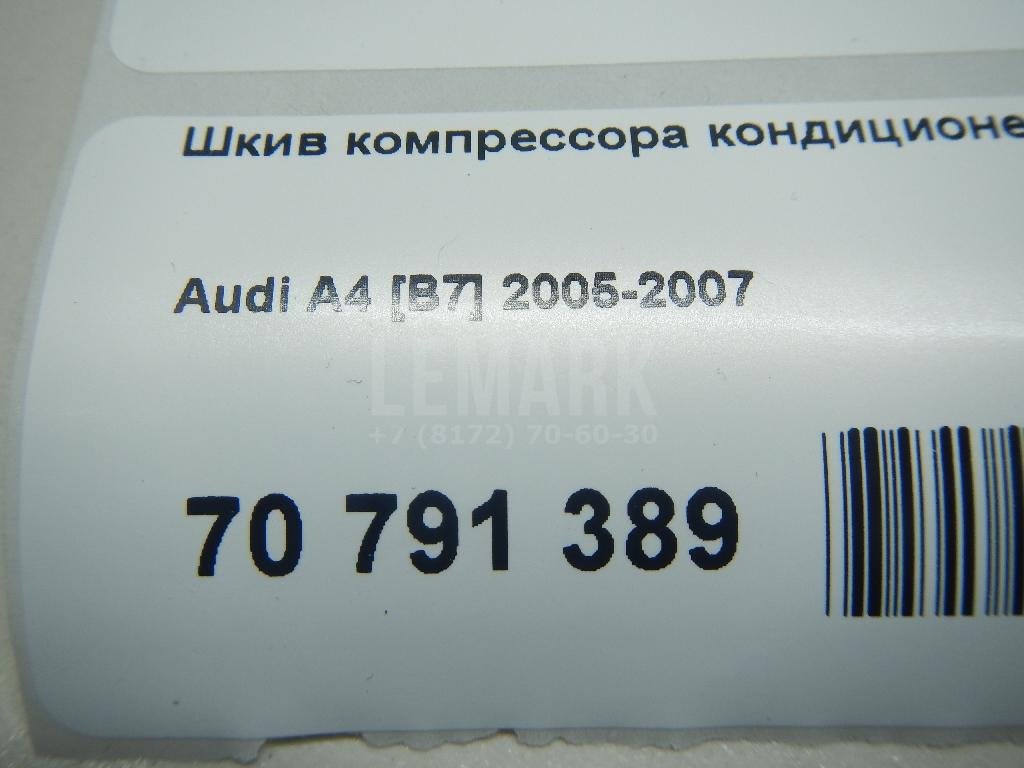 Шкив компрессора кондиционе
Audi A4 [B7] 2005-2007
LEMARK
+7 (8172) 70-60-30
70 791 389